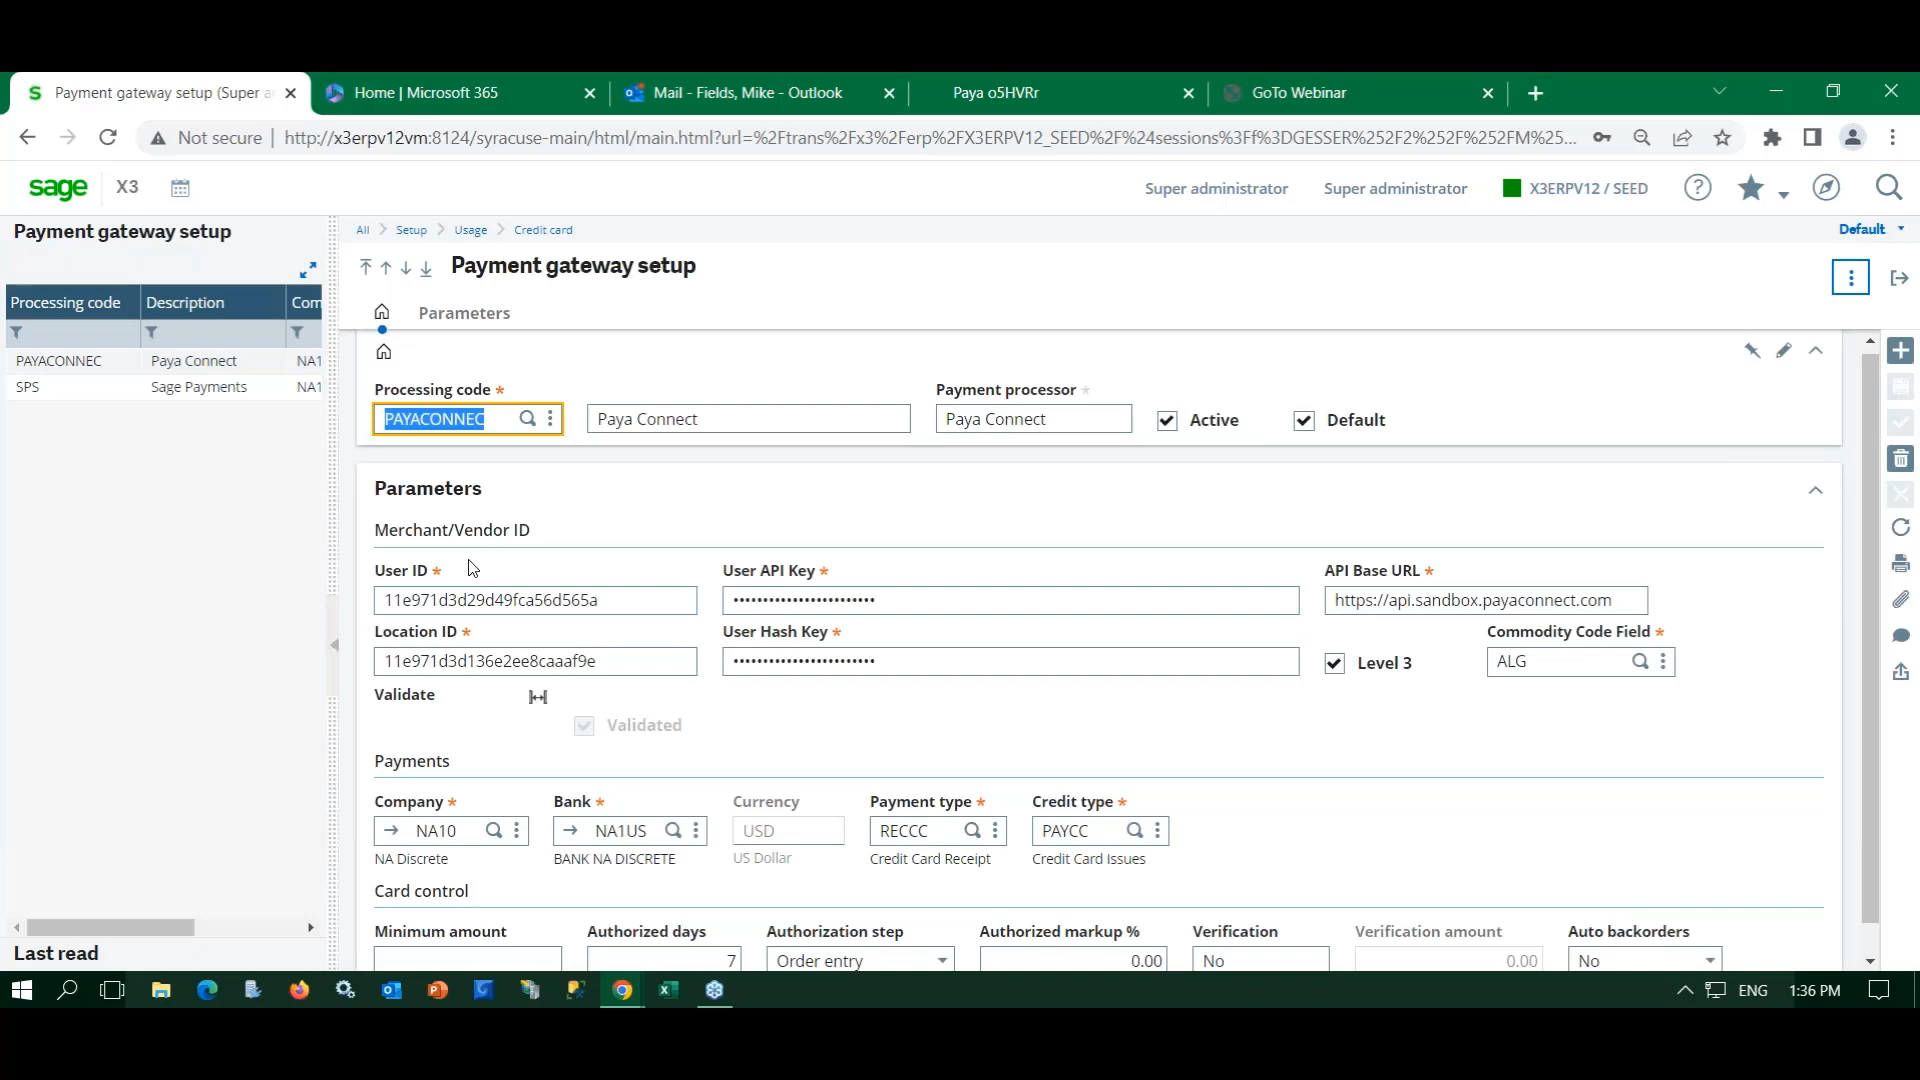 Payment gateway setup (Super a
Home | Microsoft 365
Mail - Fields, Mike - Outlook
Paya o5HVRr
GoTo Webinar
Not secure
http://x3erpv12vm:8124/syracuse-main/html/main.html?url=%2Ftrans%2Fx3%2Ferp%2FX3ERPV12_SEED%2F%24sessions%3Ff%3DGESSER%252F2%252F%252FM%25...
sage X3
Super administrator
Super administrator
X3ERPV12 / SEED
Payment gateway setup
All
Setup
Usage
Credit card
Default
Payment gateway setup
Parameters
Processing code
Description
Com
PAYACONNEC
Paya Connect
NA1
SPS
Sage Payments
NA1
Processing code *
Payment processor *
PAYACONNEC
Paya Connect
Paya Connect
Active
Default
Parameters
Merchant/Vendor ID
User ID *
User API Key *
API Base URL *
11e971d3d29d49fca56d565a
••••••••••••••••••••••••
https://api.sandbox.payaconnect.com
Location ID *
User Hash Key *
Commodity Code Field *
11e971d3d136e2ee8caaaf9e
••••••••••••••••••••••••
Level 3
ALG
Validate
Validated
Payments
Company *
Bank *
Currency
Payment type *
Credit type *
NA10
NA1US
USD
RECCC
PAYCC
NA Discrete
BANK NA DISCRETE
US Dollar
Credit Card Receipt
Credit Card Issues
Card control
Minimum amount
Authorized days
Authorization step
Authorized markup %
Verification
Verification amount
Auto backorders
7
Order entry
0.00
No
0.00
No
Last read
ENG
1:36 PM